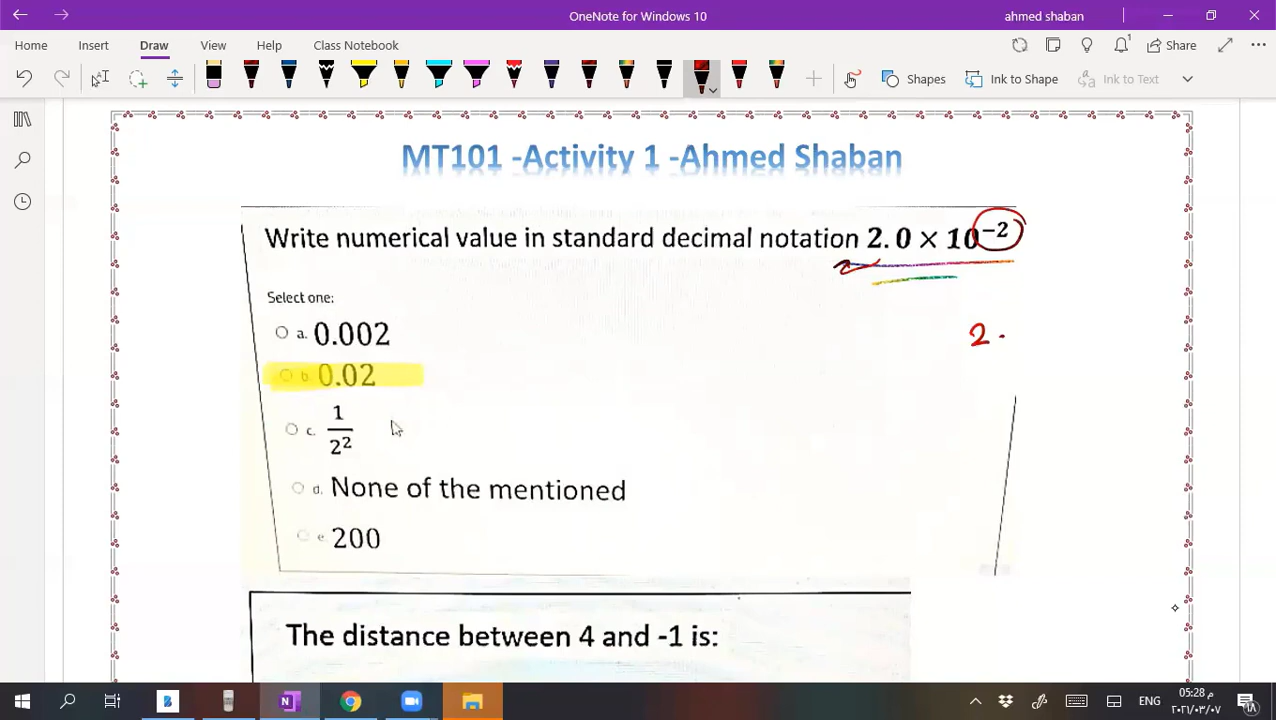 OneNote for Windows 10
ahmed shaban
Home Insert Draw View Help Class Notebook
Share
Shapes Ink to Shape Ink to Text
MT101 -Activity 1 -Ahmed Shaban
Write numerical value in standard decimal notation 2.0 × 10⁻²
2.
Select one:
a. 0.002
b. 0.02
c. 1/2²
d. None of the mentioned
e 200
The distance between 4 and -1 is:
ENG
05:28 م
٢٠٢١/٠٣/٠٧